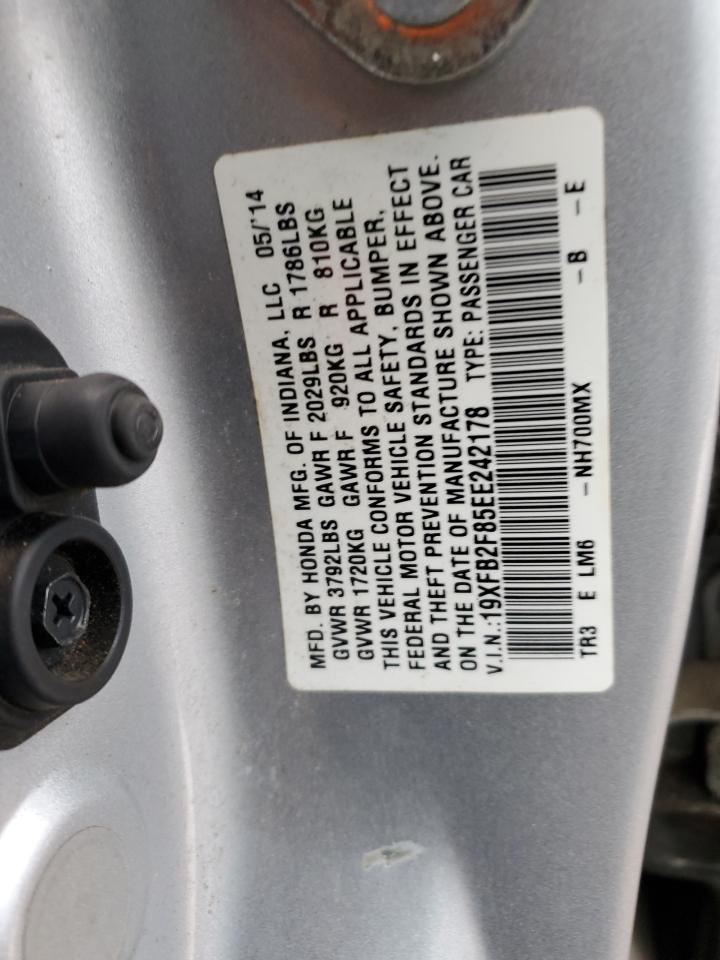 MFD. BY HONDA MFG. OF INDIANA, LLC 05/'14
GVWR 3792LBS GAWR F 2029LBS R 1786LBS
GVWR 1720KG GAWR F 920KG R 810KG
THIS VEHICLE CONFORMS TO ALL APPLICABLE
FEDERAL MOTOR VEHICLE SAFETY, BUMPER,
AND THEFT PREVENTION STANDARDS IN EFFECT
ON THE DATE OF MANUFACTURE SHOWN ABOVE.
V.I.N.:19XFB2F85EE242178 TYPE: PASSENGER CAR
TR3 E LM6 -NH700MX -B -E